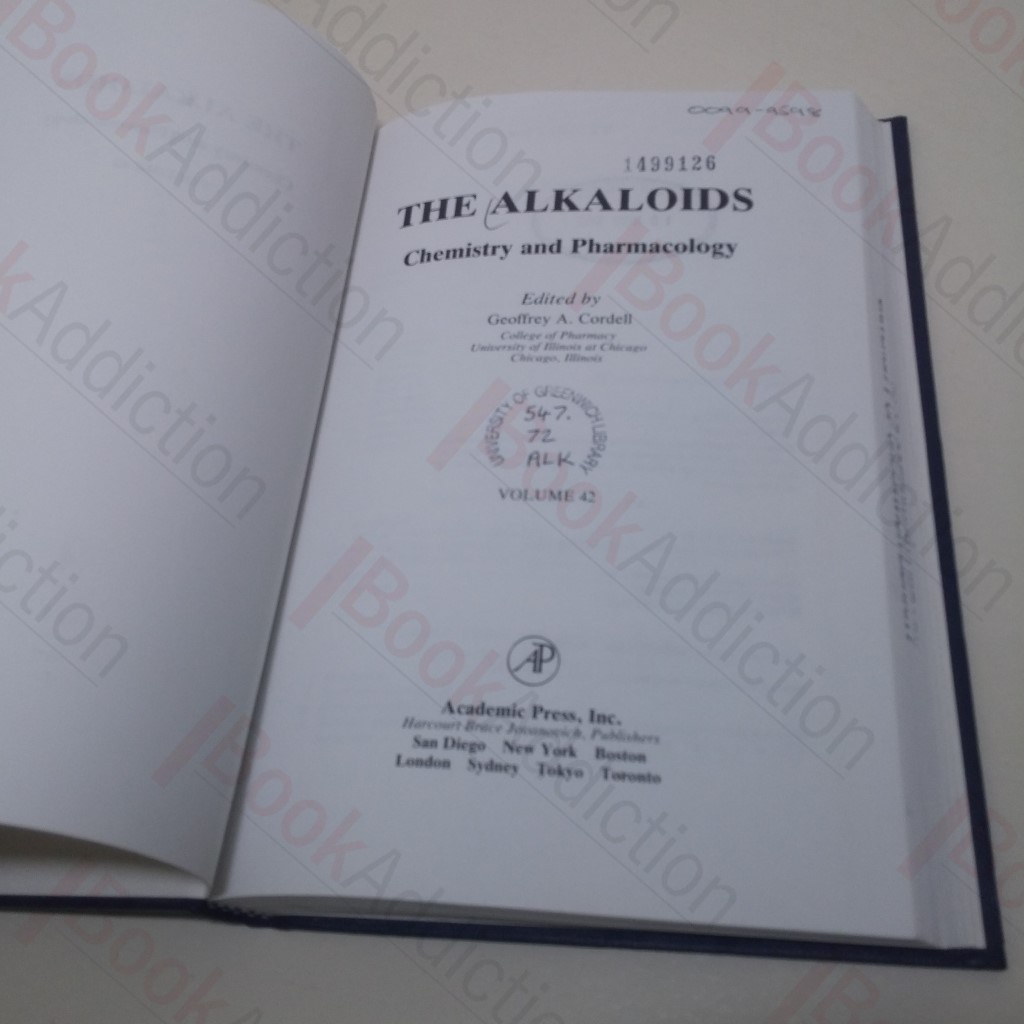 0099-9598
1499126
THE ALKALOIDS
Chemistry and Pharmacology
Edited by
Geoffrey A. Cordell
College of Pharmacy
University of Illinois at Chicago
Chicago, Illinois
UNIVERSITY OF GREENWICH LIBRARY
547.
72
ALK
VOLUME 42
AP
Academic Press, Inc.
Harcourt Brace Jovanovich, Publishers
San Diego New York Boston
London Sydney Tokyo Toronto
BookAddiction